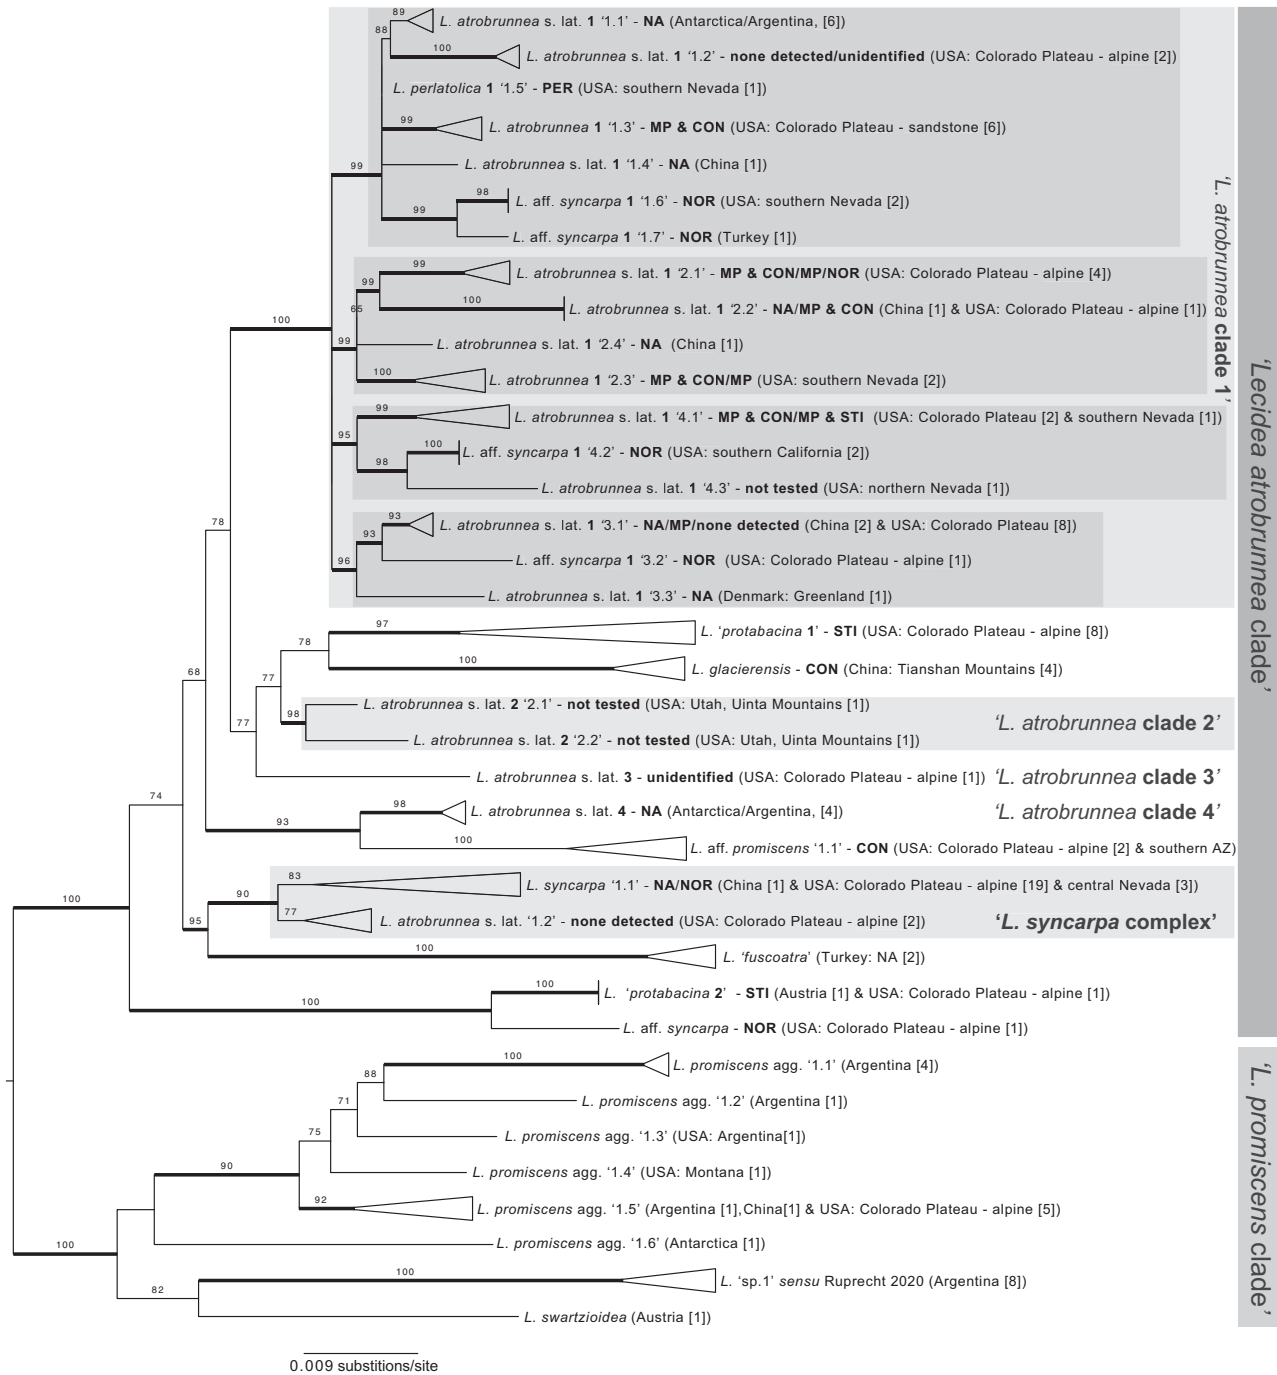 89
L. atrobrunnea s. lat. 1 '1.1' - NA (Antarctica/Argentina, [6])
88
100
L. atrobrunnea s. lat. 1 '1.2' - none detected/unidentified (USA: Colorado Plateau - alpine [2])
L. perlatolica 1 '1.5' - PER (USA: southern Nevada [1])
99
L. atrobrunnea 1 '1.3' - MP & CON (USA: Colorado Plateau - sandstone [6])
99
L. atrobrunnea s. lat. 1 '1.4' - NA (China [1])
98
L. aff. syncarpa 1 '1.6' - NOR (USA: southern Nevada [2])
99
L. aff. syncarpa 1 '1.7' - NOR (Turkey [1])
99
L. atrobrunnea s. lat. 1 '2.1' - MP & CON/MP/NOR (USA: Colorado Plateau - alpine [4])
99
100
L. atrobrunnea s. lat. 1 '2.2' - NA/MP & CON (China [1] & USA: Colorado Plateau - alpine [1])
65
100
99
L. atrobrunnea s. lat. 1 '2.4' - NA (China [1])
100
L. atrobrunnea 1 '2.3' - MP & CON/MP (USA: southern Nevada [2])
'L. atrobrunnea clade 1'
99
L. atrobrunnea s. lat. 1 '4.1' - MP & CON/MP & STI (USA: Colorado Plateau [2] & southern Nevada [1])
95
100
L. aff. syncarpa 1 '4.2' - NOR (USA: southern California [2])
98
L. atrobrunnea s. lat. 1 '4.3' - not tested (USA: northern Nevada [1])
93
L. atrobrunnea s. lat. 1 '3.1' - NA/MP/none detected (China [2] & USA: Colorado Plateau [8])
93
78
96
L. aff. syncarpa 1 '3.2' - NOR (USA: Colorado Plateau - alpine [1])
L. atrobrunnea s. lat. 1 '3.3' - NA (Denmark: Greenland [1])
97
L. 'protabacina 1' - STI (USA: Colorado Plateau - alpine [8])
78
100
L. glacierensis - CON (China: Tianshan Mountains [4])
68
77
L. atrobrunnea s. lat. 2 '2.1' - not tested (USA: Utah, Uinta Mountains [1])
98
77
'L. atrobrunnea clade 2'
L. atrobrunnea s. lat. 2 '2.2' - not tested (USA: Utah, Uinta Mountains [1])
L. atrobrunnea s. lat. 3 - unidentified (USA: Colorado Plateau - alpine [1])
'L. atrobrunnea clade 3'
74
98
L. atrobrunnea s. lat. 4 - NA (Antarctica/Argentina, [4])
'L. atrobrunnea clade 4'
93
100
L. aff. promiscens '1.1' - CON (USA: Colorado Plateau - alpine [2] & southern AZ)
83
L. syncarpa '1.1' - NA/NOR (China [1] & USA: Colorado Plateau - alpine [19] & central Nevada [3])
90
100
77
L. atrobrunnea s. lat. '1.2' - none detected (USA: Colorado Plateau - alpine [2])
'L. syncarpa complex'
95
100
L. 'fuscoatra' (Turkey: NA [2])
100
L. 'protabacina 2' - STI (Austria [1] & USA: Colorado Plateau - alpine [1])
100
L. aff. syncarpa - NOR (USA: Colorado Plateau - alpine [1])
'Lecidea atrobrunnea clade'
100
L. promiscens agg. '1.1' (Argentina [4])
88
L. promiscens agg. '1.2' (Argentina [1])
71
L. promiscens agg. '1.3' (USA: Argentina[1])
75
L. promiscens agg. '1.4' (USA: Montana [1])
90
92
L. promiscens agg. '1.5' (Argentina [1],China[1] & USA: Colorado Plateau - alpine [5])
100
L. promiscens agg. '1.6' (Antarctica [1])
100
L. 'sp.1' sensu Ruprecht 2020 (Argentina [8])
82
L. swartzioidea (Austria [1])
'L. promiscens clade'
0.009 substitions/site